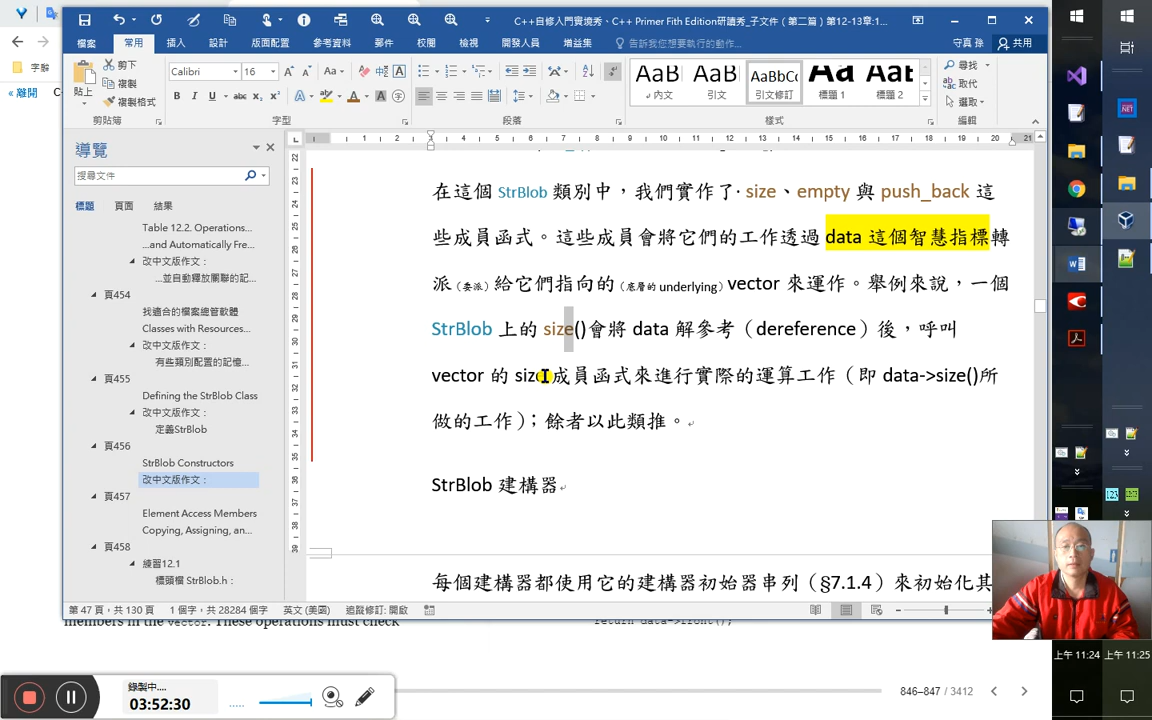 C++自修入門實境秀、C++ Primer Fith Edition研讀秀_子文件(第二篇)12-13章:1...
檔案 常用 插入 設計 版面配置 參考資料 郵件 校閱 檢視 開發人員 增益集 告訴我您想要執行的動作... 守真 孫 共用
字齡
« 離開
貼上
剪下
複製
複製格式
Calibri 16
AaB AaB AaBbCc AaB Aat
內文 引文 引文修訂 標題 1 標題 2
尋找
取代
選取
剪貼簿 字型 段落 樣式 編輯
導覽
搜尋文件
標題 頁面 結果
Table 12.2. Operations...
...and Automatically Fre...
改中文版作文:
...並自動釋放關聯的記...
頁454
找適合的檔案總管軟體
Classes with Resources...
改中文版作文:
有些類別配置的記憶...
頁455
Defining the StrBlob Class
改中文版作文:
定義StrBlob
頁456
StrBlob Constructors
改中文版作文:
頁457
Element Access Members
Copying, Assigning, an...
頁458
練習12.1
標頭檔 StrBlob.h:
在這個 StrBlob 類別中,我們實作了 size、empty 與 push_back 這
些成員函式。這些成員會將它們的工作透過 data 這個智慧指標轉
派(委派)給它們指向的(底層的 underlying)vector 來運作。舉例來說,一個
StrBlob 上的 size()會將 data 解參考(dereference)後,呼叫
vector 的 size成員函式來進行實際的運算工作(即 data->size()所
做的工作);餘者以此類推。
StrBlob 建構器
每個建構器都使用它的建構器初始器串列(§7.1.4)來初始化其
第 47 頁,共 130 頁 1 個字,共 28284 個字 英文 (美國) 追蹤修訂: 開啟
members in the vector. These operations must check
return data->front();
錄製中....
03:52:30
846–847 / 3412
上午 11:24 上午 11:25